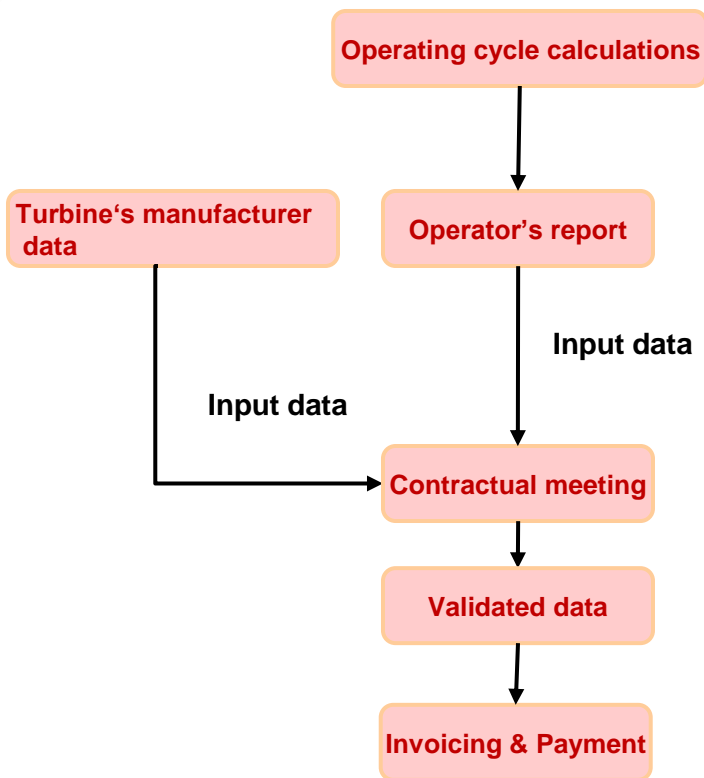 Operating cycle calculations
Turbine‘s manufacturer
data
Operator’s report
Input data
Input data
Contractual meeting
Validated data
Invoicing & Payment